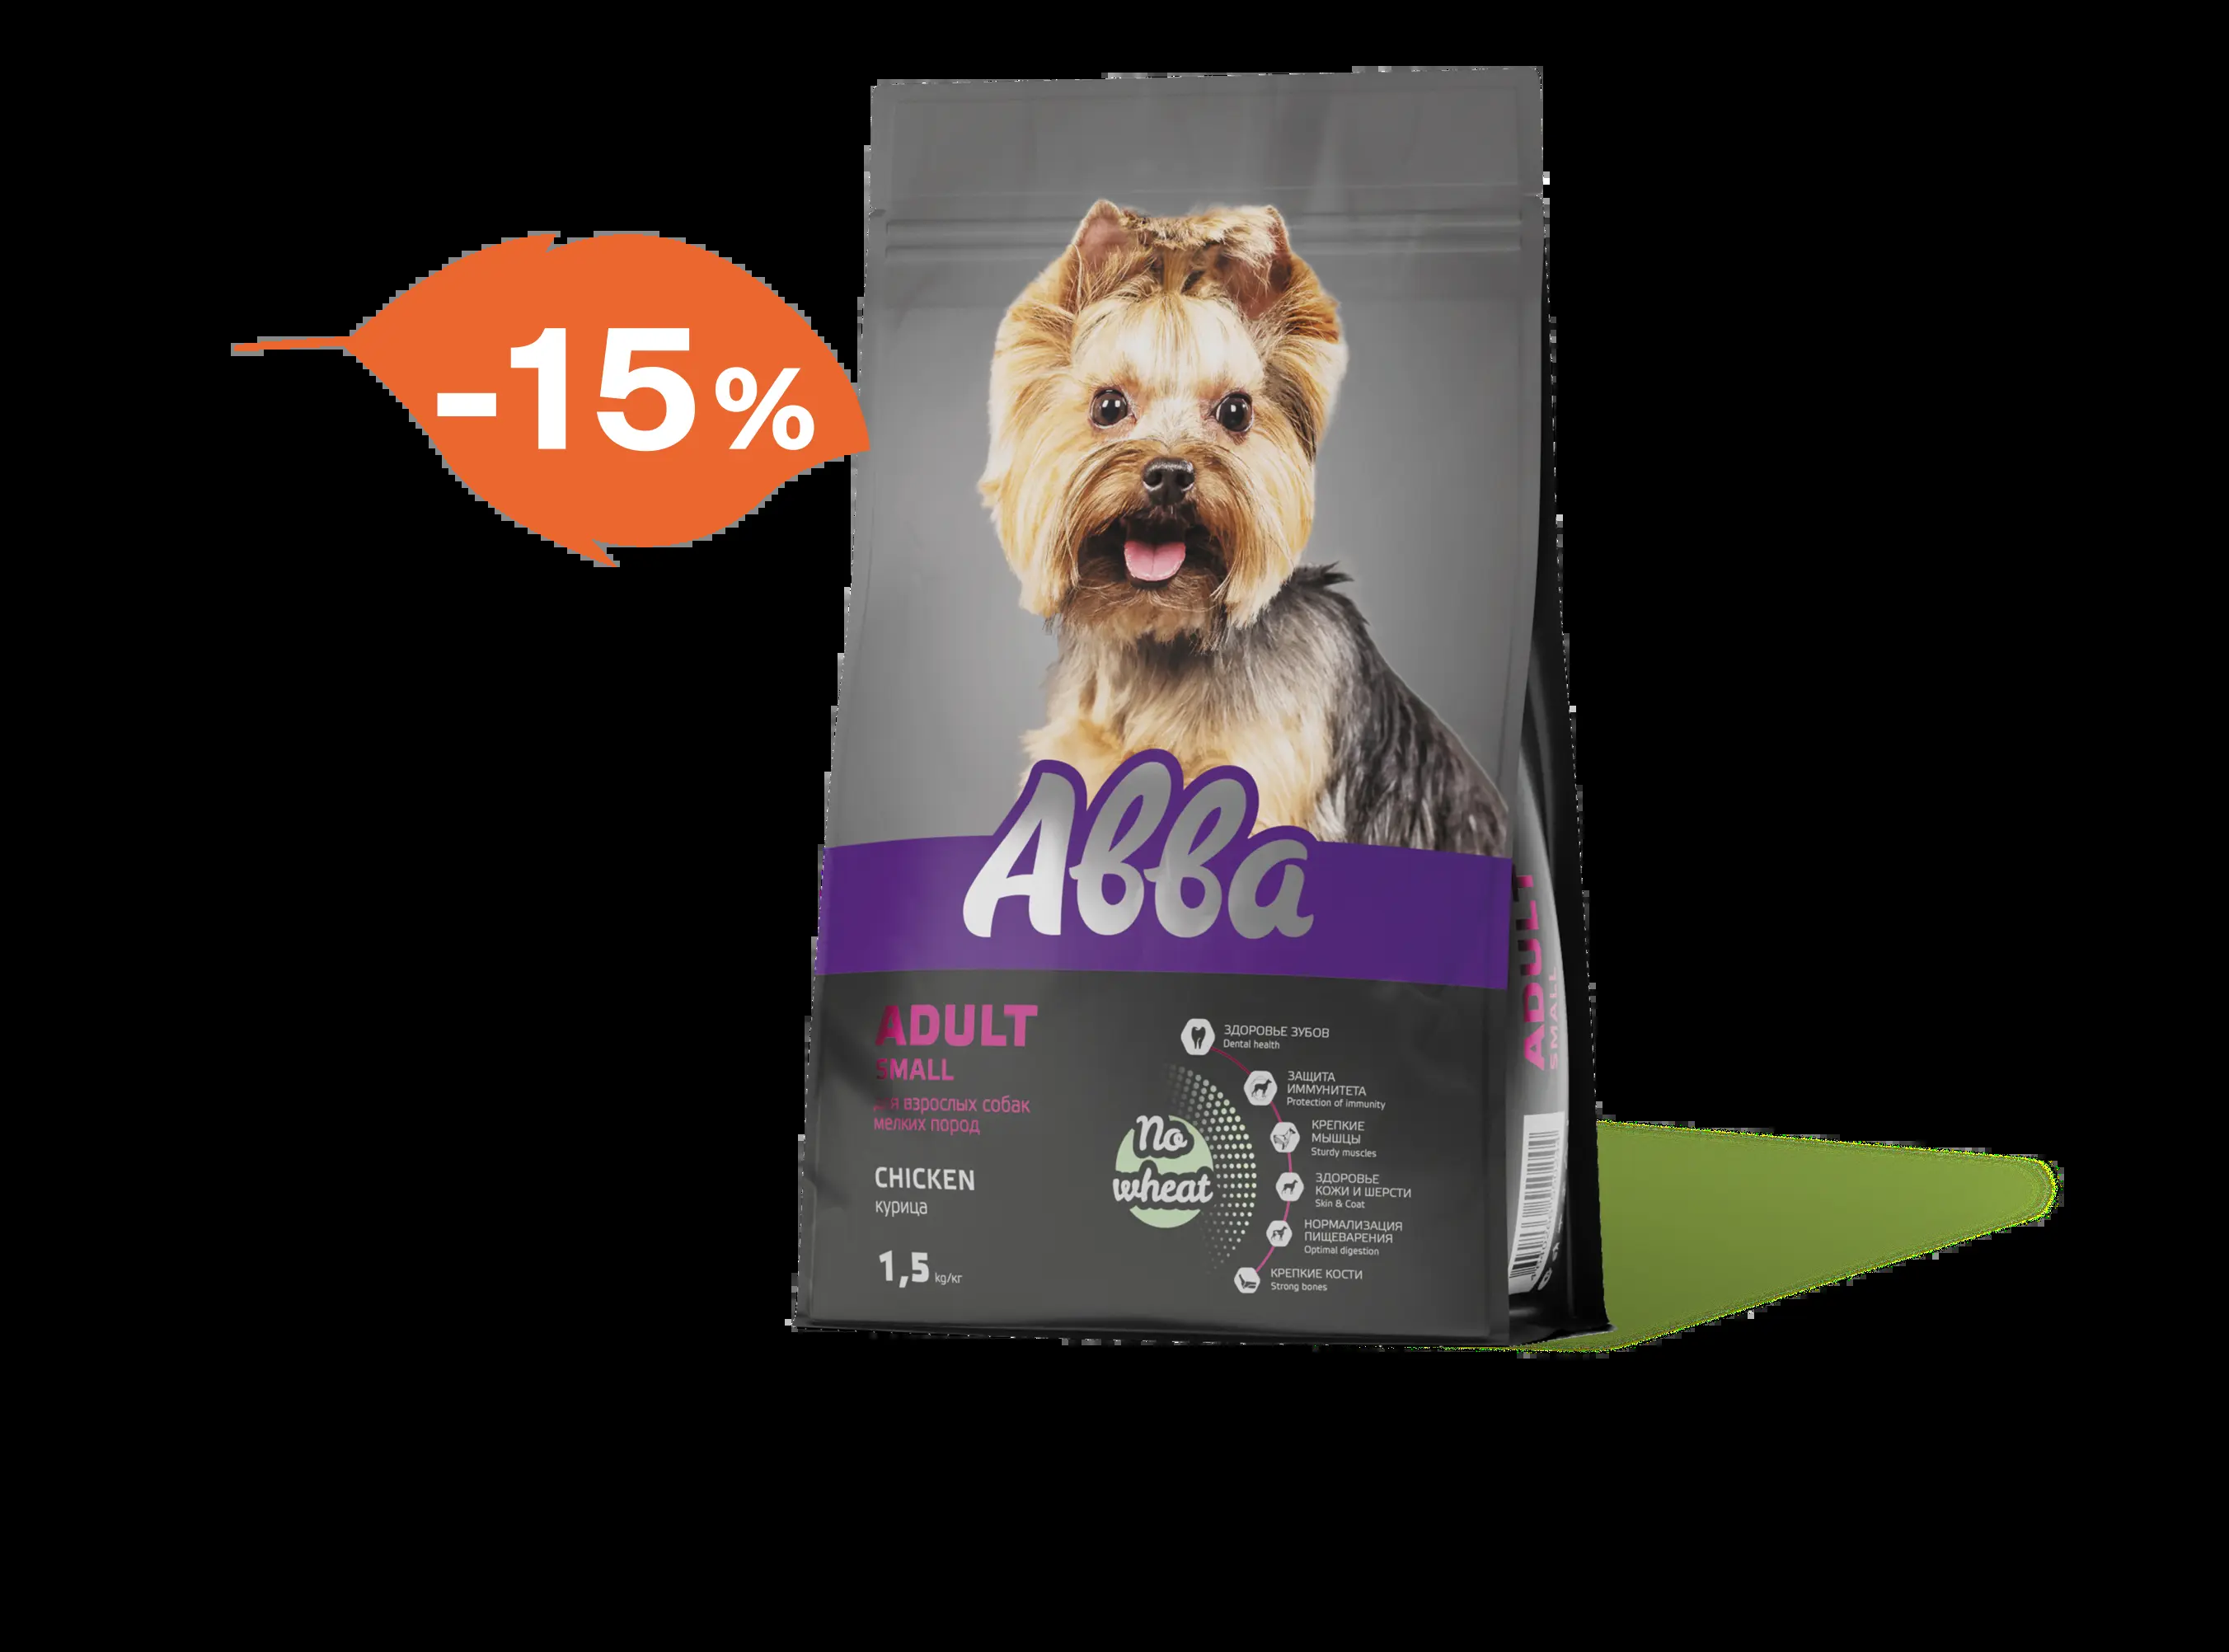 -15%
Авва
ADULT
SMALL
для взрослых собак
мелких пород
CHICKEN
курица
1,5 kg/кг
No
wheat
ЗДОРОВЬЕ ЗУБОВ
Dental health
ЗАЩИТА
ИММУНИТЕТА
Protection of immunity
КРЕПКИЕ
МЫШЦЫ
Sturdy muscles
ЗДОРОВЬЕ
КОЖИ И ШЕРСТИ
Skin & Coat
НОРМАЛИЗАЦИЯ
ПИЩЕВАРЕНИЯ
Optimal digestion
КРЕПКИЕ КОСТИ
Strong bones
ADULT
SMALL